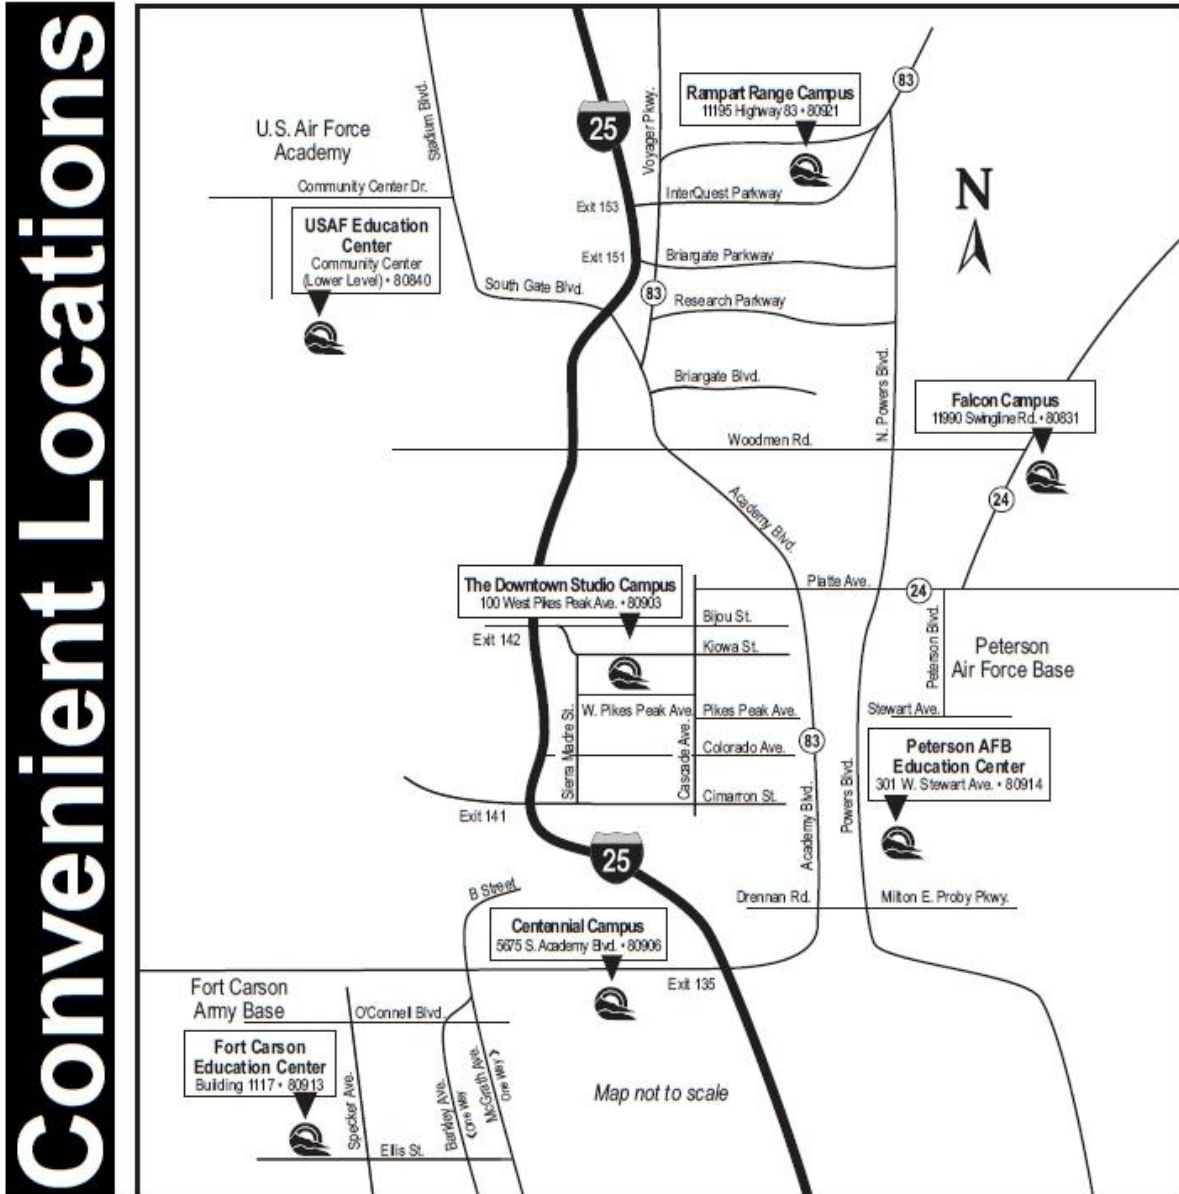 Convenient Locations
25
83
Stadium Blvd.
Voyager Pkwy.
Rampart Range Campus
11195 Highway 83 • 80921
U.S. Air Force
Academy
Community Center Dr.
InterQuest Parkway
N
Exit 153
USAF Education
Center
Community Center
(Lower Level) • 80840
Exit 151
Briargate Parkway
South Gate Blvd.
83
Research Parkway
N. Powers Blvd.
Briargate Blvd.
Falcon Campus
11990 Swingline Rd. • 80831
Woodmen Rd.
24
Academy Blvd.
The Downtown Studio Campus
100 West Pikes Peak Ave. • 80903
Platte Ave.
24
Bijou St.
Exit 142
Kiowa St.
Peterson Blvd.
Peterson
Air Force Base
Sierra Madre St.
W. Pikes Peak Ave.
Cascade Ave.
Pikes Peak Ave.
Stewart Ave.
83
Colorado Ave.
Peterson AFB
Education Center
301 W. Stewart Ave. • 80914
Cimarron St.
Academy Blvd.
Powers Blvd.
Exit 141
25
B Street
Drennan Rd.
Milton E. Proby Pkwy.
Centennial Campus
5675 S. Academy Blvd. • 80906
Exit 135
Fort Carson
Army Base
O'Connell Blvd.
Fort Carson
Education Center
Building 1117 • 80913
Specker Ave.
Barkley Ave.
<One Way
McGrath Ave.
One Way >
Map not to scale
Ellis St.